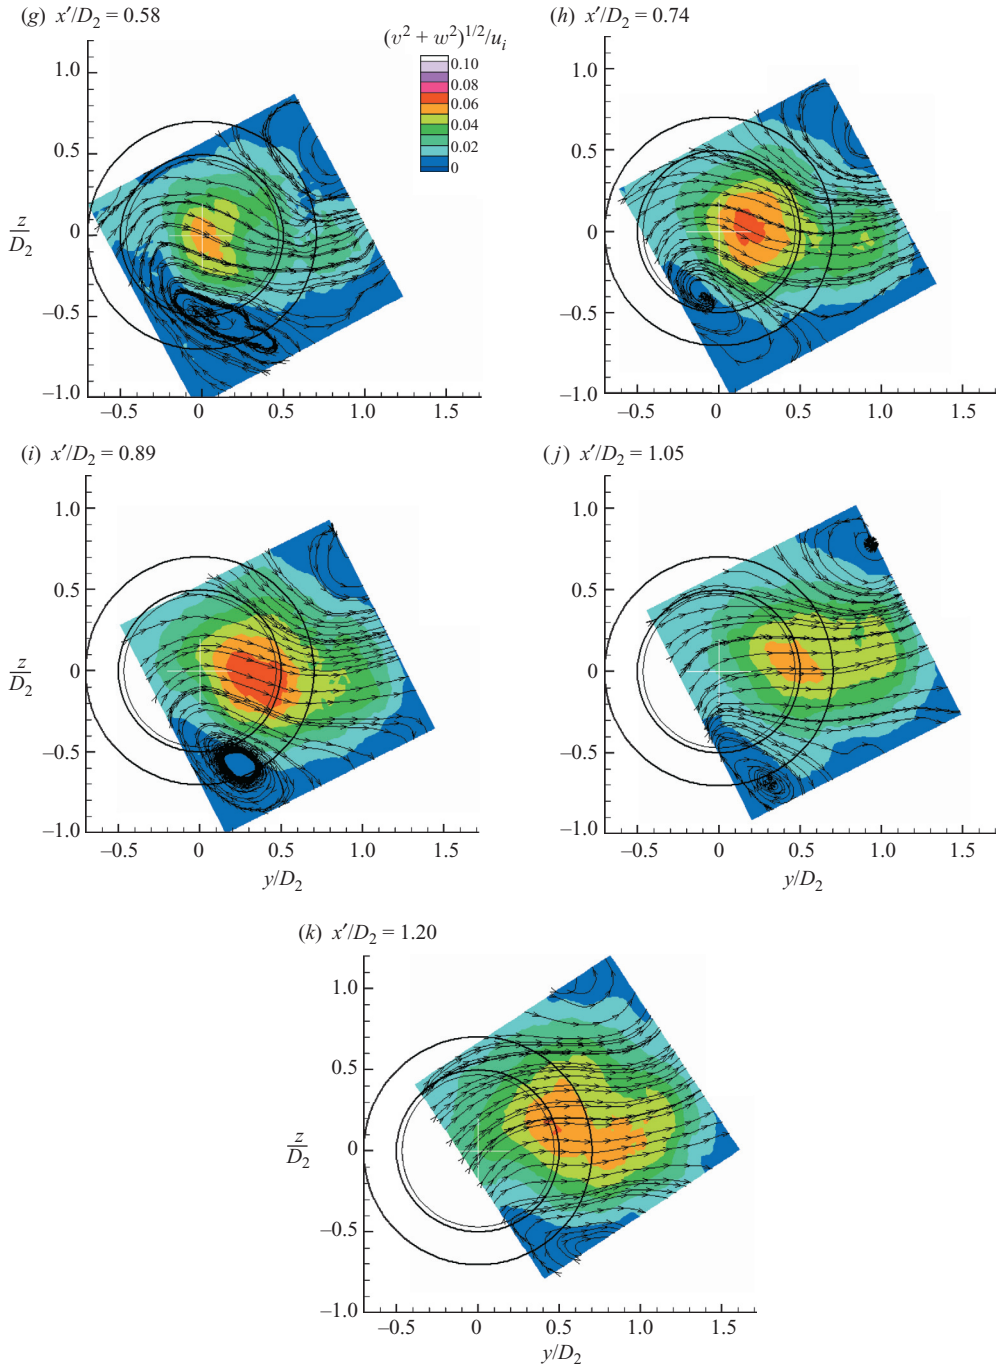 (g) x′/D₂ = 0.58
(h) x′/D₂ = 0.74
(v² + w²)^1/2/uᵢ
0.10
0.08
0.06
0.04
0.02
0
1.0
0.5
z/D₂
0
–0.5
–1.0
–0.5 0 0.5 1.0 1.5
1.0
0.5
0
–0.5
–1.0
–0.5 0 0.5 1.0 1.5
(i) x′/D₂ = 0.89
(j) x′/D₂ = 1.05
1.0
0.5
z/D₂
0
–0.5
–1.0
–0.5 0 0.5 1.0 1.5
y/D₂
1.0
0.5
0
–0.5
–1.0
–0.5 0 0.5 1.0 1.5
y/D₂
(k) x′/D₂ = 1.20
1.0
0.5
z/D₂
0
–0.5
–1.0
–0.5 0 0.5 1.0 1.5
y/D₂